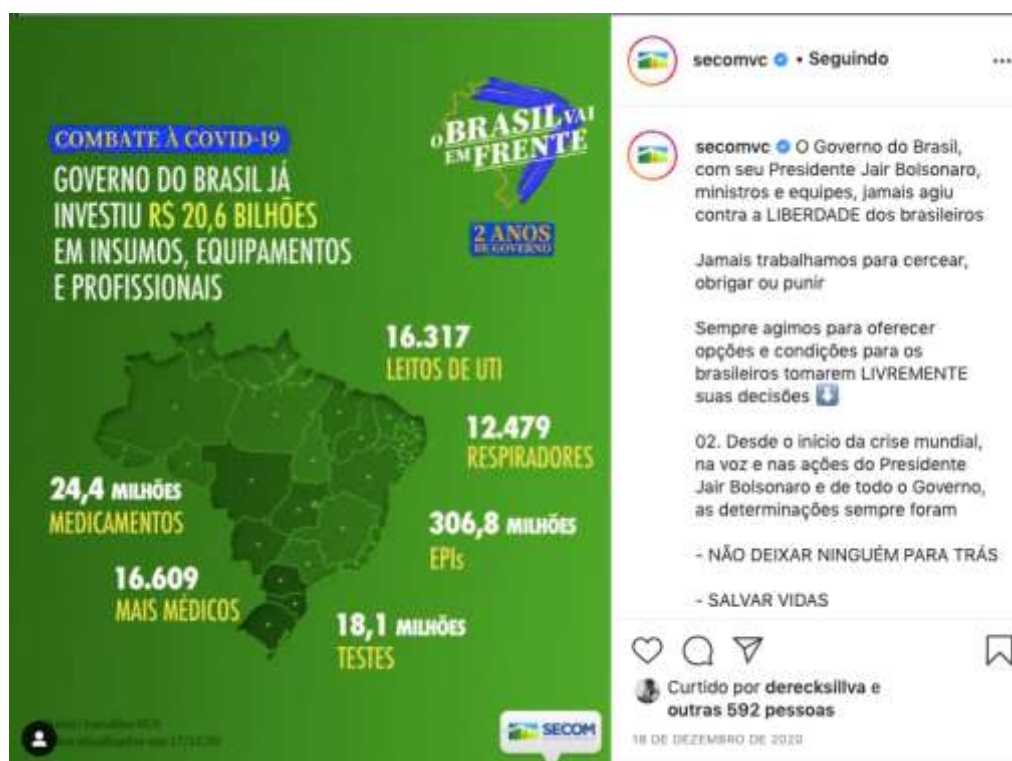 O BRASIL VAI
EM FRENTE
2 ANOS
DE GOVERNO
COMBATE À COVID-19
GOVERNO DO BRASIL JÁ
INVESTIU R$ 20,6 BILHÕES
EM INSUMOS, EQUIPAMENTOS
E PROFISSIONAIS
16.317
LEITOS DE UTI
12.479
RESPIRADORES
24,4 MILHÕES
MEDICAMENTOS
306,8 MILHÕES
EPIs
16.609
MAIS MÉDICOS
18,1 MILHÕES
TESTES
SECOM
secomvc • Seguindo
secomvc O Governo do Brasil,
com seu Presidente Jair Bolsonaro,
ministros e equipes, jamais agiu
contra a LIBERDADE dos brasileiros
Jamais trabalhamos para cercear,
obrigar ou punir
Sempre agimos para oferecer
opções e condições para os
brasileiros tomarem LIVREMENTE
suas decisões
02. Desde o início da crise mundial,
na voz e nas ações do Presidente
Jair Bolsonaro e de todo o Governo,
as determinações sempre foram
- NÃO DEIXAR NINGUÉM PARA TRÁS
- SALVAR VIDAS
Curtido por derecksillva e
outras 592 pessoas
18 DE DEZEMBRO DE 2020